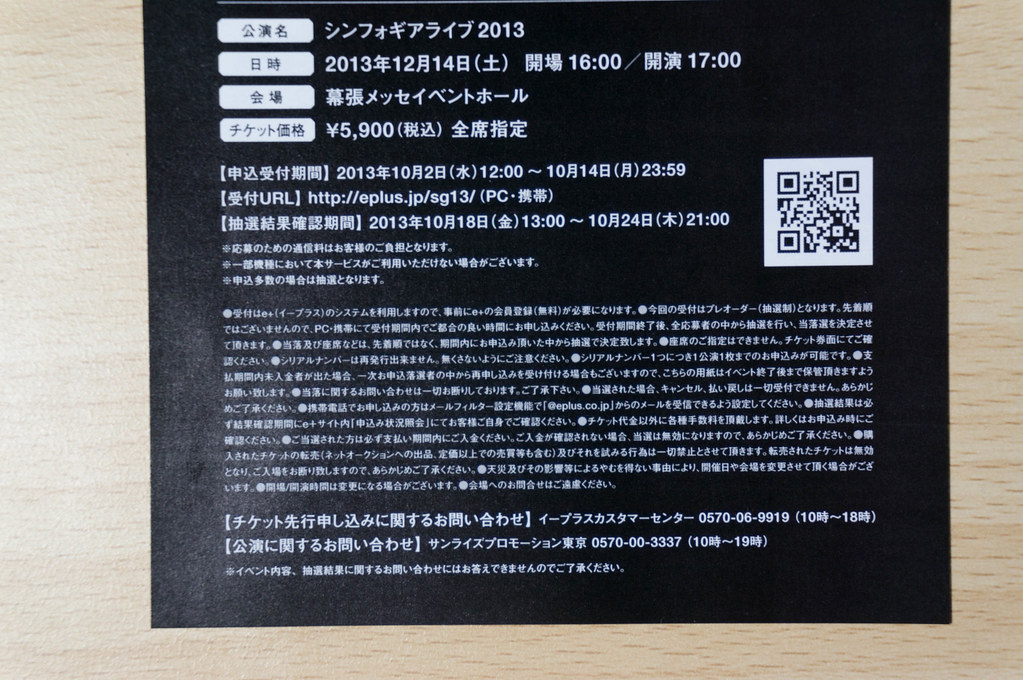 公演名 シンフォギアライブ2013
日時 2013年12月14日(土) 開場 16:00／開演 17:00
会場 幕張メッセイベントホール
チケット価格 ¥5,900(税込) 全席指定
【申込受付期間】 2013年10月2日(水)12:00 ～ 10月14日(月)23:59
【受付URL】 http://eplus.jp/sg13/ (PC・携帯)
【抽選結果確認期間】 2013年10月18日(金)13:00 ～ 10月24日(木)21:00
※応募のための通信料はお客様のご負担となります。
※一部機種において本サービスがご利用いただけない場合がございます。
※申込多数の場合は抽選となります。
●受付はe+(イープラス)のシステムを利用しますので、事前にe+の会員登録(無料)が必要になります。●今回の受付はプレオーダー(抽選制)となります。先着順
ではございませんので、PC・携帯にて受付期間内でご都合の良い時間にお申し込みください。受付期間終了後、全応募者の中から抽選を行い、当落選を決定させ
て頂きます。●当落及び座席などは、先着順ではなく、期間内にお申込み頂いた中から抽選で決定致します。●座席のご指定はできません。チケット券面にてご確
認ください。●シリアルナンバーは再発行出来ません。無くさないようにご注意ください。●シリアルナンバー1つにつき1公演1枚までのお申込みが可能です。●支
払期間内未入金者が出た場合、一次お申込落選者の中から再申し込みを受け付ける場合もございますので、こちらの用紙はイベント終了後まで保管頂きますよう
お願い致します。●当落に関するお問い合わせは一切お断りしております。ご了承下さい。●当選された場合、キャンセル、払い戻しは一切受付できません。あらかじ
めご了承ください。●携帯電話でお申し込みの方はメールフィルター設定機能で「@eplus.co.jp」からのメールを受信できるよう設定してください。●抽選結果は必
ず結果確認期間にe+サイト内「申込み状況照会」にてお客様ご自身でご確認ください。●チケット代金以外に各種手数料を頂戴します。詳しくはお申込み時にご
確認ください。●ご当選された方は必ず支払い期間内にご入金ください。ご入金が確認されない場合、当選は無効になりますので、あらかじめご了承ください。●購
入されたチケットの転売(ネットオークションへの出品、定価以上での売買等も含む)及びそれを試みる行為は一切禁止とさせて頂きます。転売されたチケットは無効
となり、ご入場をお断り致しますので、あらかじめご了承ください。●天災及びその影響等によるやむを得ない事由により、開催日や会場を変更させて頂く場合がござ
います。●開場/開演時間は変更になる場合がございます。●会場へのお問合せはご遠慮ください。
【チケット先行申し込みに関するお問い合わせ】 イープラスカスタマーセンター 0570-06-9919 (10時～18時)
【公演に関するお問い合わせ】 サンライズプロモーション東京 0570-00-3337 (10時～19時)
※イベント内容、抽選結果に関するお問い合わせにはお答えできませんのでご了承ください。